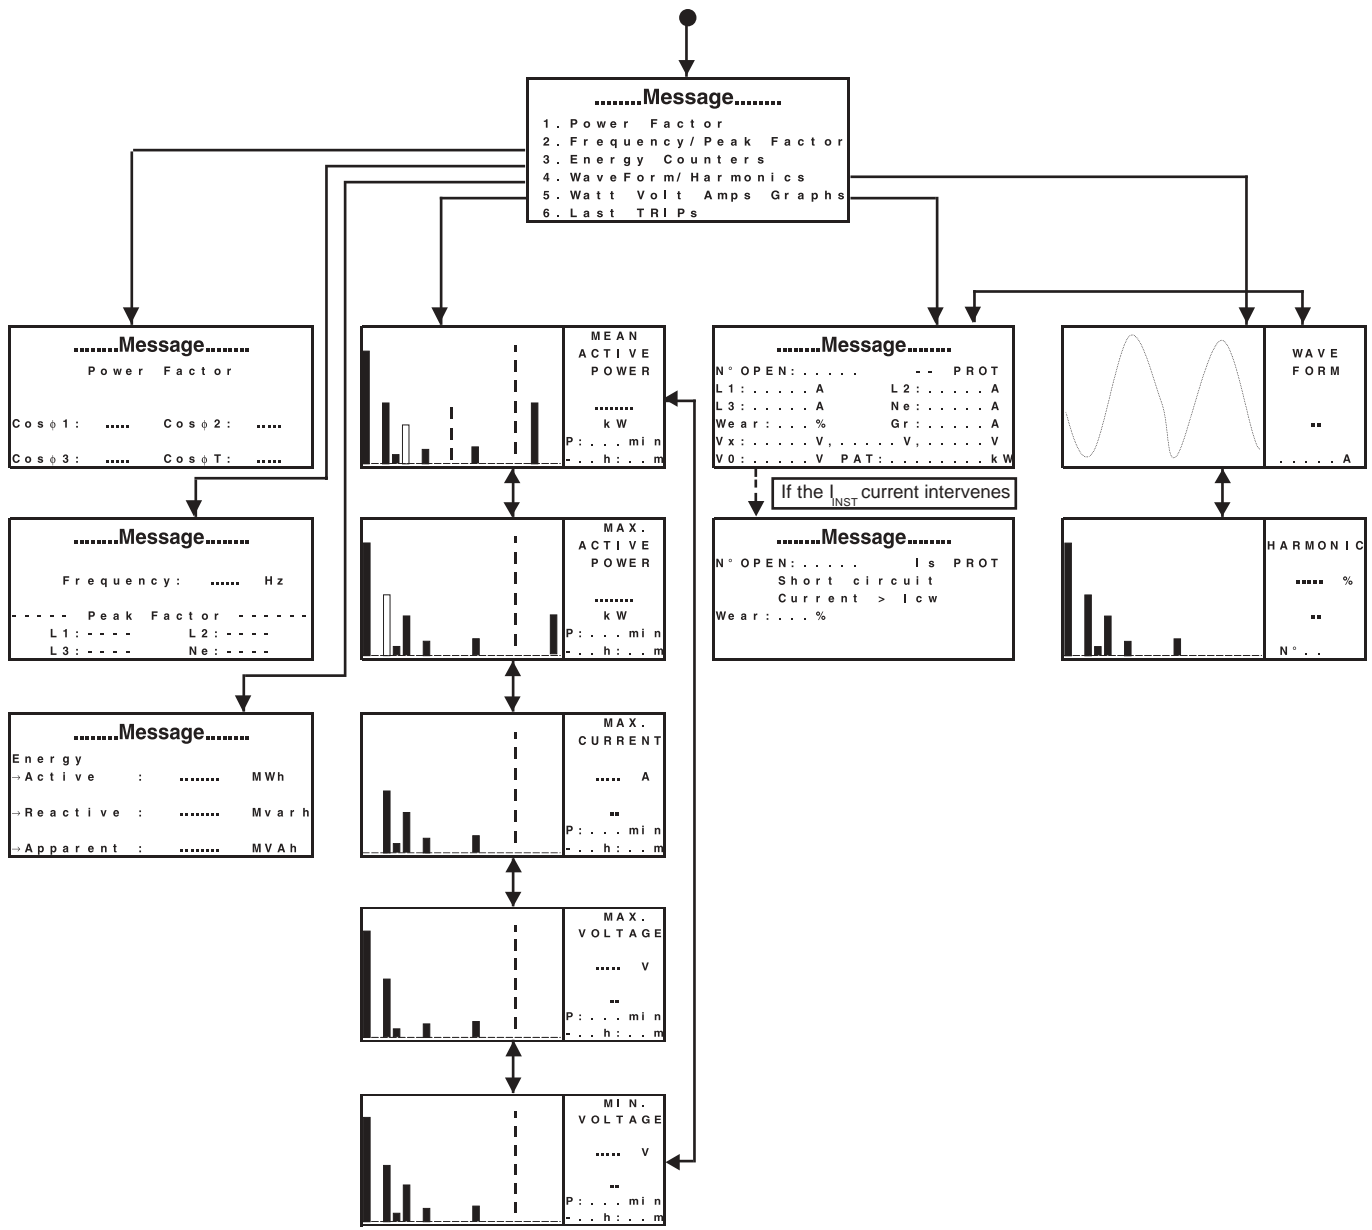 ........Message........
1. Power Factor
2. Frequency/Peak Factor
3. Energy Counters
4. WaveForm/Harmonics
5. Watt Volt Amps Graphs
6. Last TRIPs
........Message........
Power Factor
Cosϕ1: ..... Cosϕ2: .....
Cosϕ3: ..... CosϕT: .....
MEAN
ACTIVE
POWER
........
kW
P:...min
-..h:..m
........Message........
N°OPEN:..... -- PROT
L1:.....A L2:.....A
L3:.....A Ne:.....A
Wear:...% Gr:.....A
Vx:.....V,.....V,.....V
V0:.....V PAT:........kW
WAVE
FORM
..
.....A
If the I INST current intervenes
........Message........
Frequency: ..... Hz
----- Peak Factor ------
L1:---- L2:----
L3:---- Ne:----
MAX.
ACTIVE
POWER
........
kW
P:...min
-..h:..m
........Message........
N°OPEN:..... Is PROT
Short circuit
Current > Icw
Wear:...%
HARMONIC
..... %
..
N°..
........Message........
Energy
→Active : ........ MWh
→Reactive : ........ Mvarh
→Apparent : ........ MVAh
MAX.
CURRENT
..... A
..
P:...min
-..h:..m
MAX.
VOLTAGE
..... V
..
P:...min
-..h:..m
MIN.
VOLTAGE
..... V
..
P:...min
-..h:..m